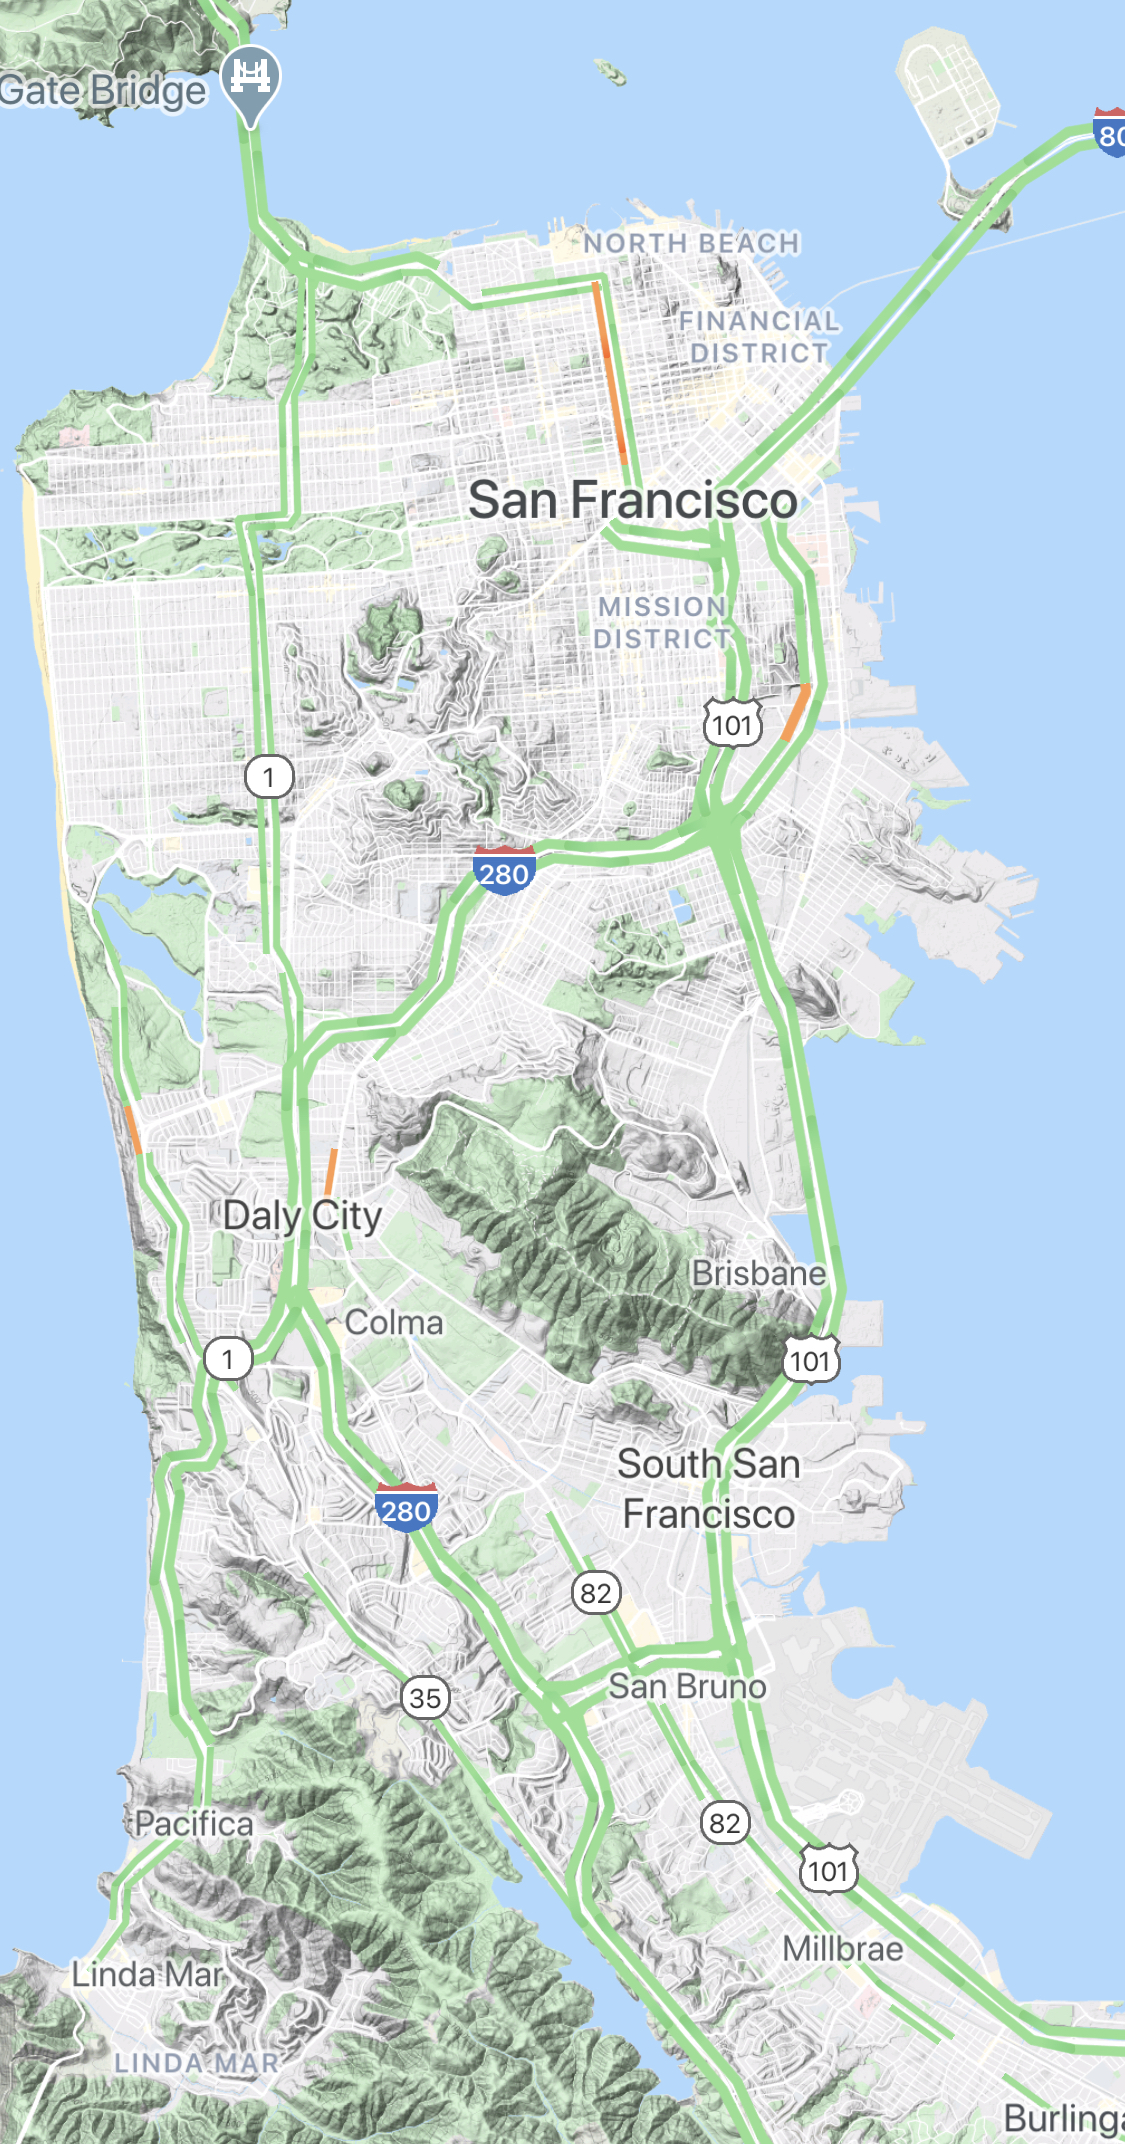 Gate Bridge
80
NORTH BEACH
FINANCIAL
DISTRICT
San Francisco
MISSION
DISTRICT
101
1
280
Daly City
Brisbane
Colma
1
101
South San
Francisco
280
82
San Bruno
35
Pacifica
82
101
Millbrae
Linda Mar
LINDA MAR
Burlinga